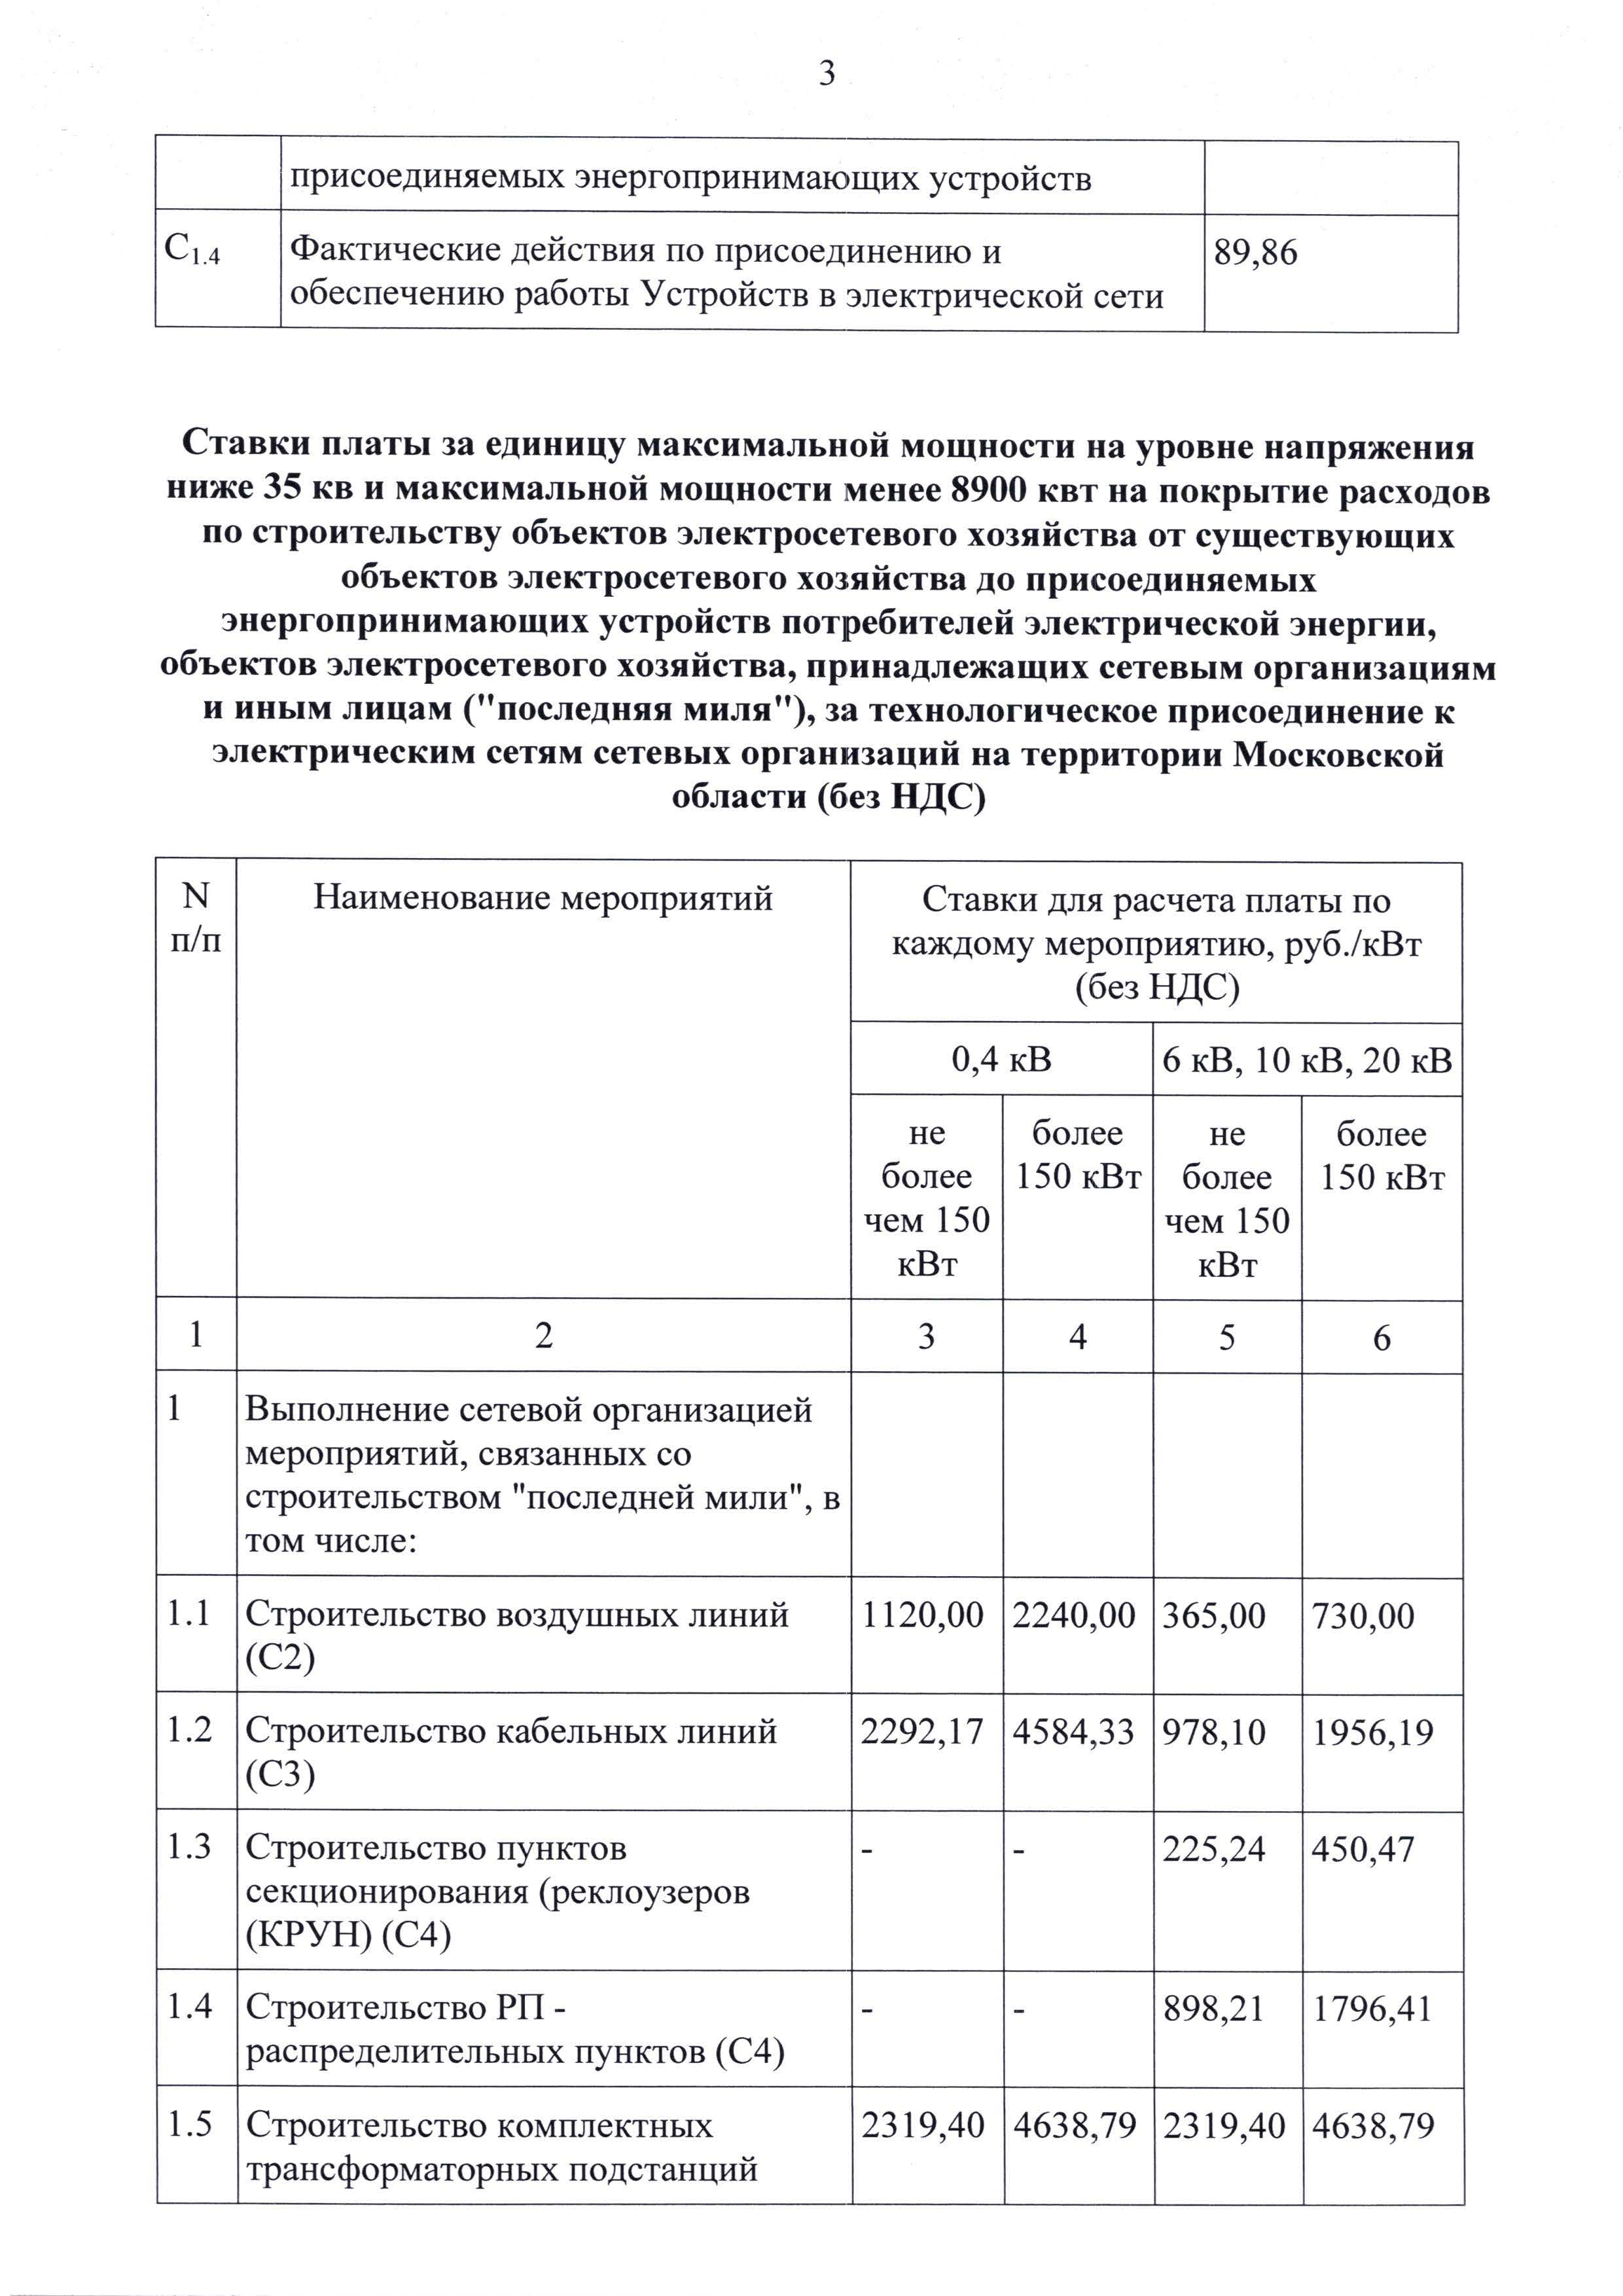 3
присоединяемых энергопринимающих устройств
С1.4 Фактические действия по присоединению и 89,86
обеспечению работы Устройств в электрической сети
Ставки платы за единицу максимальной мощности на уровне напряжения
ниже 35 кв и максимальной мощности менее 8900 квт на покрытие расходов
по строительству объектов электросетевого хозяйства от существующих
объектов электросетевого хозяйства до присоединяемых
энергопринимающих устройств потребителей электрической энергии,
объектов электросетевого хозяйства, принадлежащих сетевым организациям
и иным лицам ("последняя миля"), за технологическое присоединение к
электрическим сетям сетевых организаций на территории Московской
области (без НДС)
N Наименование мероприятий Ставки для расчета платы по
п/п каждому мероприятию, руб./кВт
(без НДС)
0,4 кВ 6 кВ, 10 кВ, 20 кВ
не более не более
более 150 кВт более 150 кВт
чем 150 чем 150
кВт кВт
1 2 3 4 5 6
1 Выполнение сетевой организацией
мероприятий, связанных со
строительством "последней мили", в
том числе:
1.1 Строительство воздушных линий 1120,00 2240,00 365,00 730,00
(С2)
1.2 Строительство кабельных линий 2292,17 4584,33 978,10 1956,19
(С3)
1.3 Строительство пунктов - - 225,24 450,47
секционирования (реклоузеров
(КРУН) (С4)
1.4 Строительство РП - - - 898,21 1796,41
распределительных пунктов (С4)
1.5 Строительство комплектных 2319,40 4638,79 2319,40 4638,79
трансформаторных подстанций